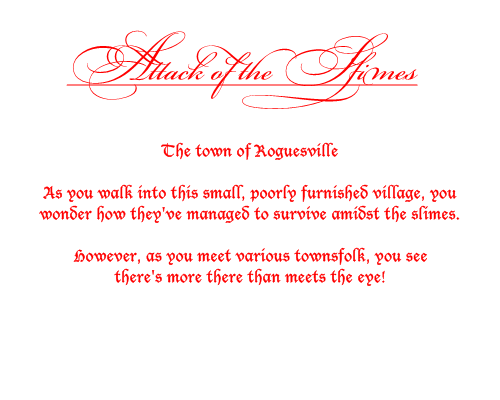 Attack of the Slimes
The town of Roguesville
As you walk into this small, poorly furnished village, you
wonder how they've managed to survive amidst the slimes.
However, as you meet various townsfolk, you see
there's more there than meets the eye!